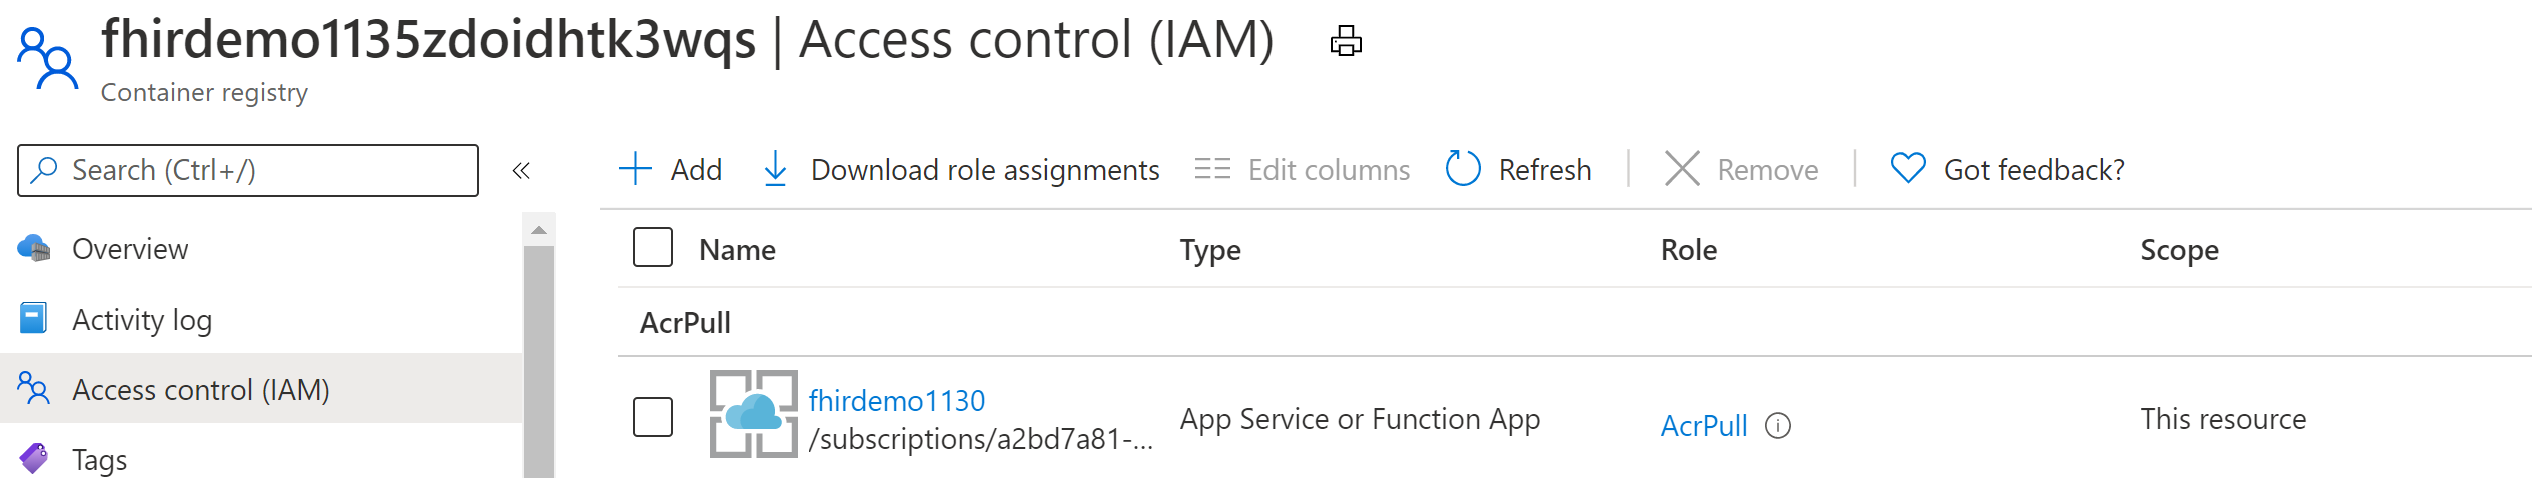 fhirdemo1135zdoidhtk3wqs | Access control (IAM)
Container registry
Search (Ctrl+/)
«
Add
Download role assignments
Edit columns
Refresh
Remove
Got feedback?
Overview
Activity log
Access control (IAM)
Tags
Name Type Role Scope
AcrPull
fhirdemo1130
/subscriptions/a2bd7a81-...
App Service or Function App
AcrPull
This resource